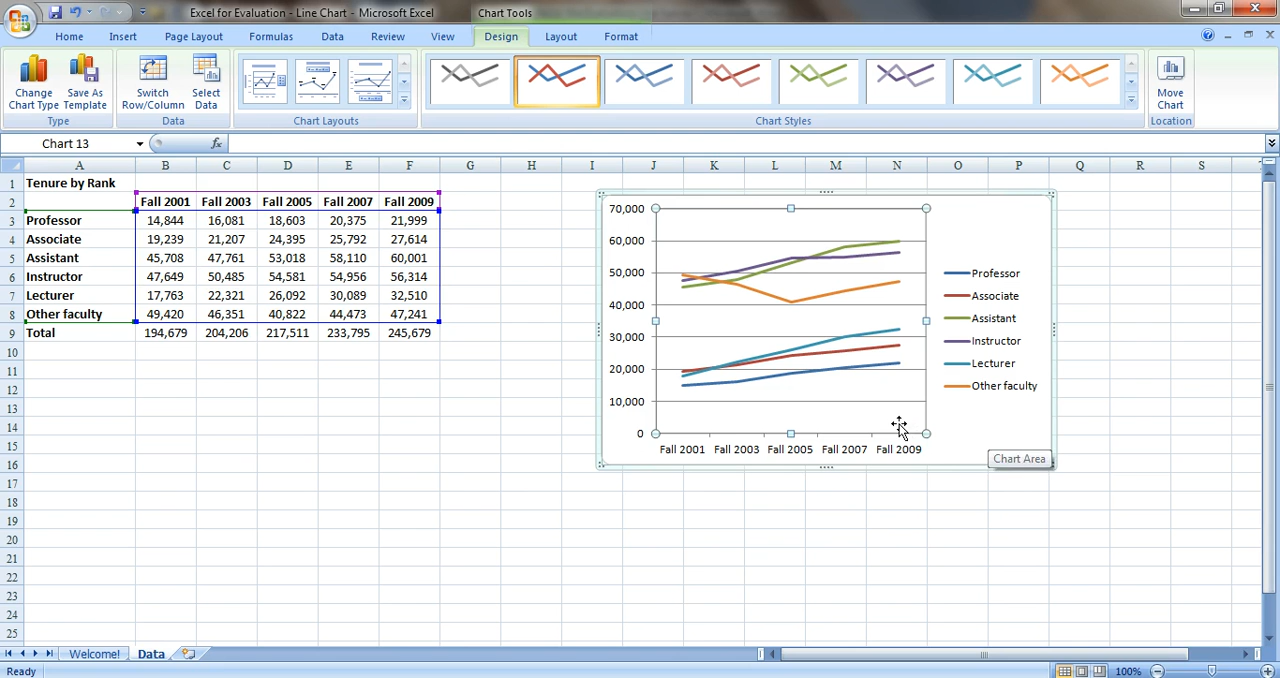 Excel for Evaluation - Line Chart - Microsoft Excel
Chart Tools
Home Insert Page Layout Formulas Data Review View Design Layout Format
Change Chart Type
Save As Template
Switch Row/Column
Select Data
Move Chart
Type Data Chart Layouts Chart Styles Location
Chart 13 fx
A B C D E F G H I J K L M N O P Q R S
1 Tenure by Rank
2 Fall 2001 Fall 2003 Fall 2005 Fall 2007 Fall 2009
3 Professor 14,844 16,081 18,603 20,375 21,999
4 Associate 19,239 21,207 24,395 25,792 27,614
5 Assistant 45,708 47,761 53,018 58,110 60,001
6 Instructor 47,649 50,485 54,581 54,956 56,314
7 Lecturer 17,763 22,321 26,092 30,089 32,510
8 Other faculty 49,420 46,351 40,822 44,473 47,241
9 Total 194,679 204,206 217,511 233,795 245,679
10
11
12
13
14
15
16
17
18
19
20
21
22
23
24
25
70,000
60,000
50,000
40,000
30,000
20,000
10,000
0
Fall 2001 Fall 2003 Fall 2005 Fall 2007 Fall 2009
Professor
Associate
Assistant
Instructor
Lecturer
Other faculty
Chart Area
Welcome! Data
Ready 100%